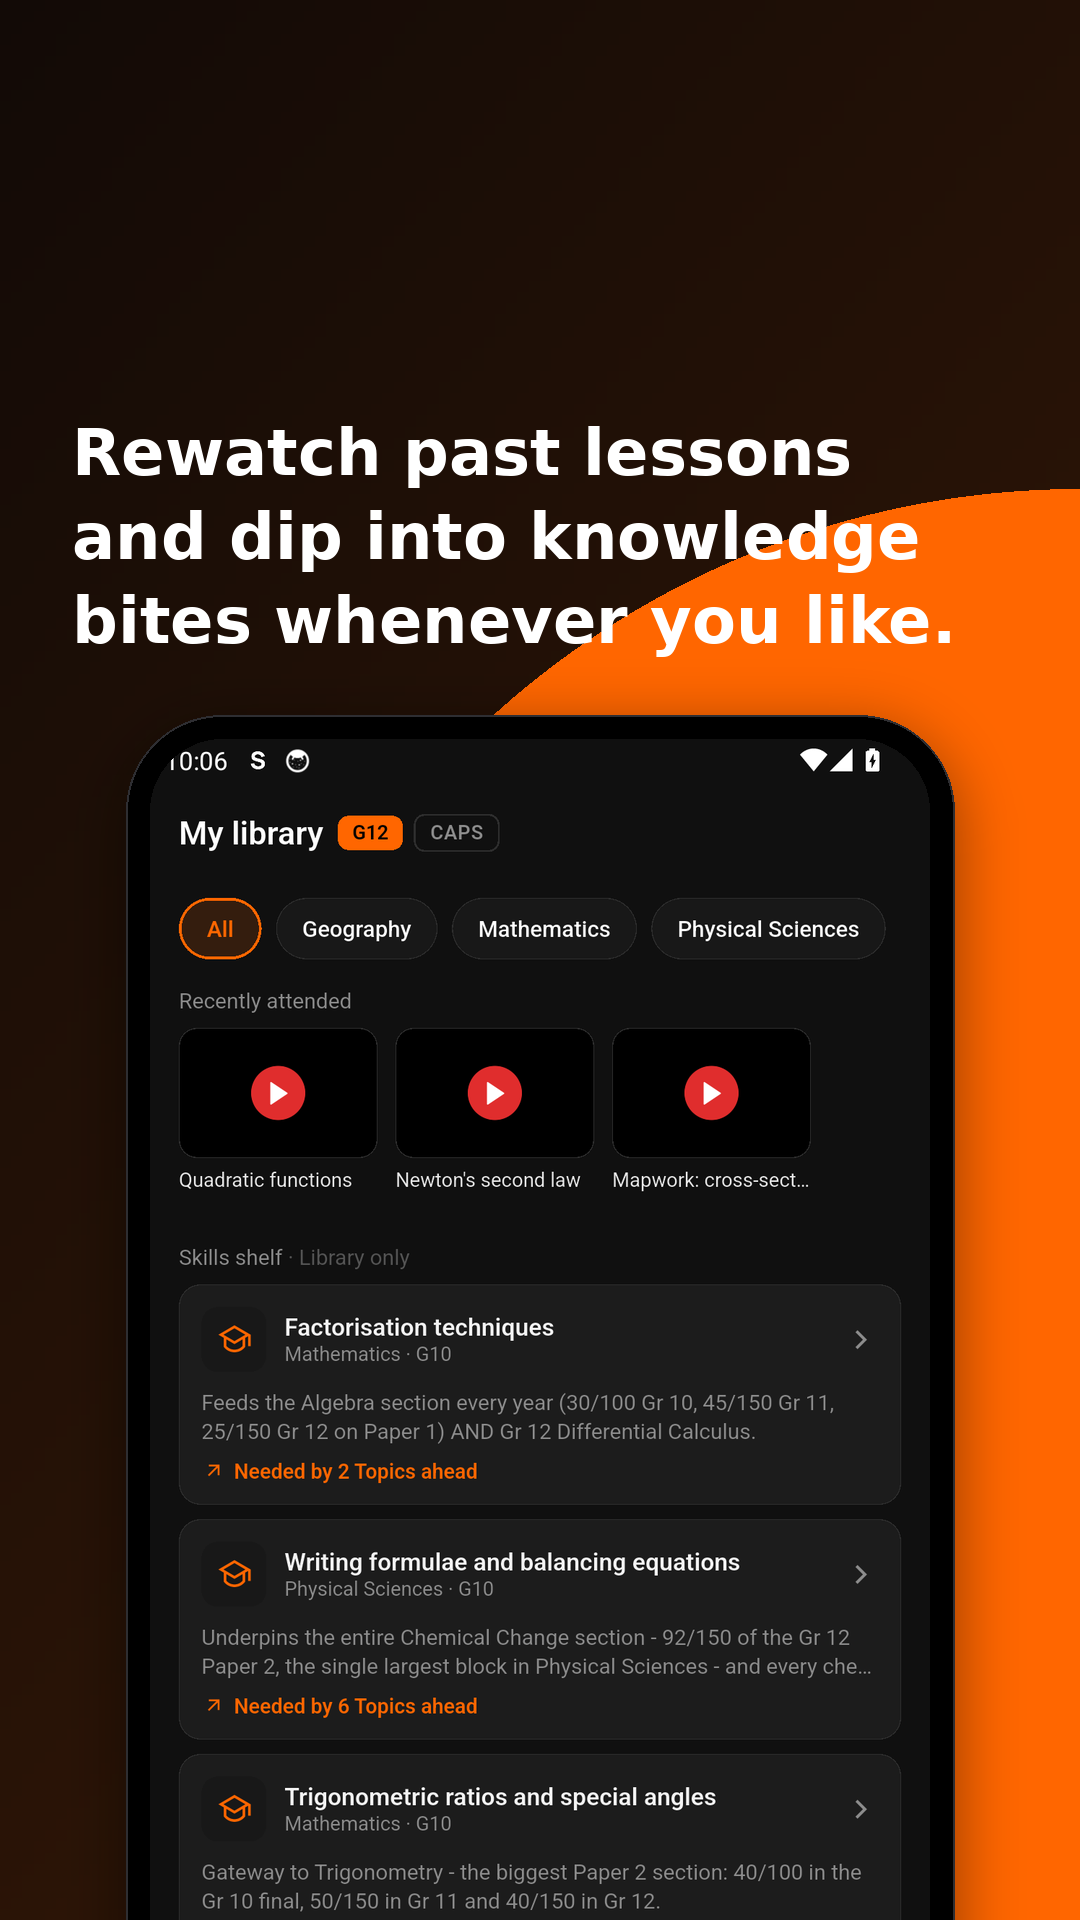 Rewatch past lessons
and dip into knowledge
bites whenever you like.
10:06 S
My library G12 CAPS
All Geography Mathematics Physical Sciences
Recently attended
Quadratic functions Newton's second law Mapwork: cross-sect...
Skills shelf · Library only
Factorisation techniques
Mathematics · G10
Feeds the Algebra section every year (30/100 Gr 10, 45/150 Gr 11,
25/150 Gr 12 on Paper 1) AND Gr 12 Differential Calculus.
Needed by 2 Topics ahead
Writing formulae and balancing equations
Physical Sciences · G10
Underpins the entire Chemical Change section - 92/150 of the Gr 12
Paper 2, the single largest block in Physical Sciences - and every che...
Needed by 6 Topics ahead
Trigonometric ratios and special angles
Mathematics · G10
Gateway to Trigonometry - the biggest Paper 2 section: 40/100 in the
Gr 10 final, 50/150 in Gr 11 and 40/150 in Gr 12.